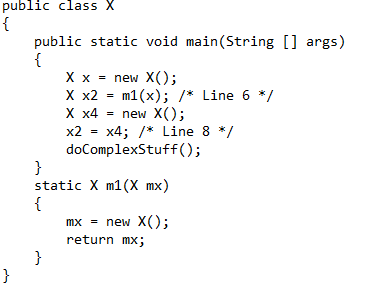 public class X
{
    public static void main(String [] args)
    {
        X x = new X();
        X x2 = m1(x); /* Line 6 */
        X x4 = new X();
        x2 = x4; /* Line 8 */
        doComplexStuff();
    }
    static X m1(X mx)
    {
        mx = new X();
        return mx;
    }
}